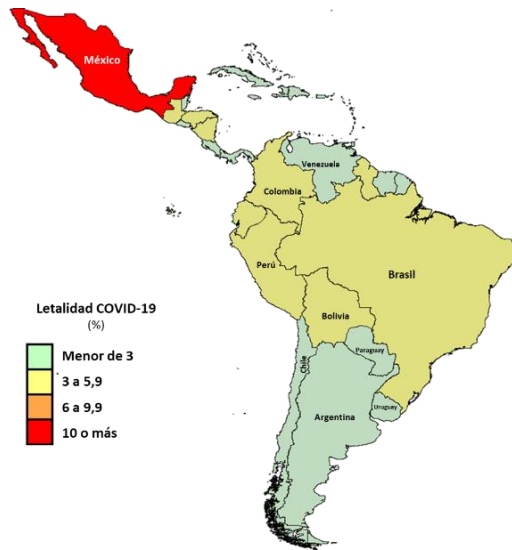 México
Venezuela
Colombia
Perú
Brasil
Bolivia
Paraguay
Chile
Argentina
Uruguay
Letalidad COVID-19
(%)
Menor de 3
3 a 5,9
6 a 9,9
10 o más